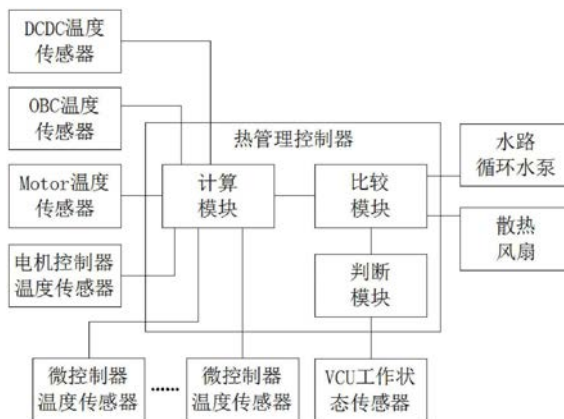 DCDC温度
传感器
OBC温度
传感器
热管理控制器
水路
循环水泵
Motor温度
传感器
计算
模块
比较
模块
散热
风扇
电机控制器
温度传感器
判断
模块
微控制器
温度传感器
......
微控制器
温度传感器
VCU工作状
态传感器